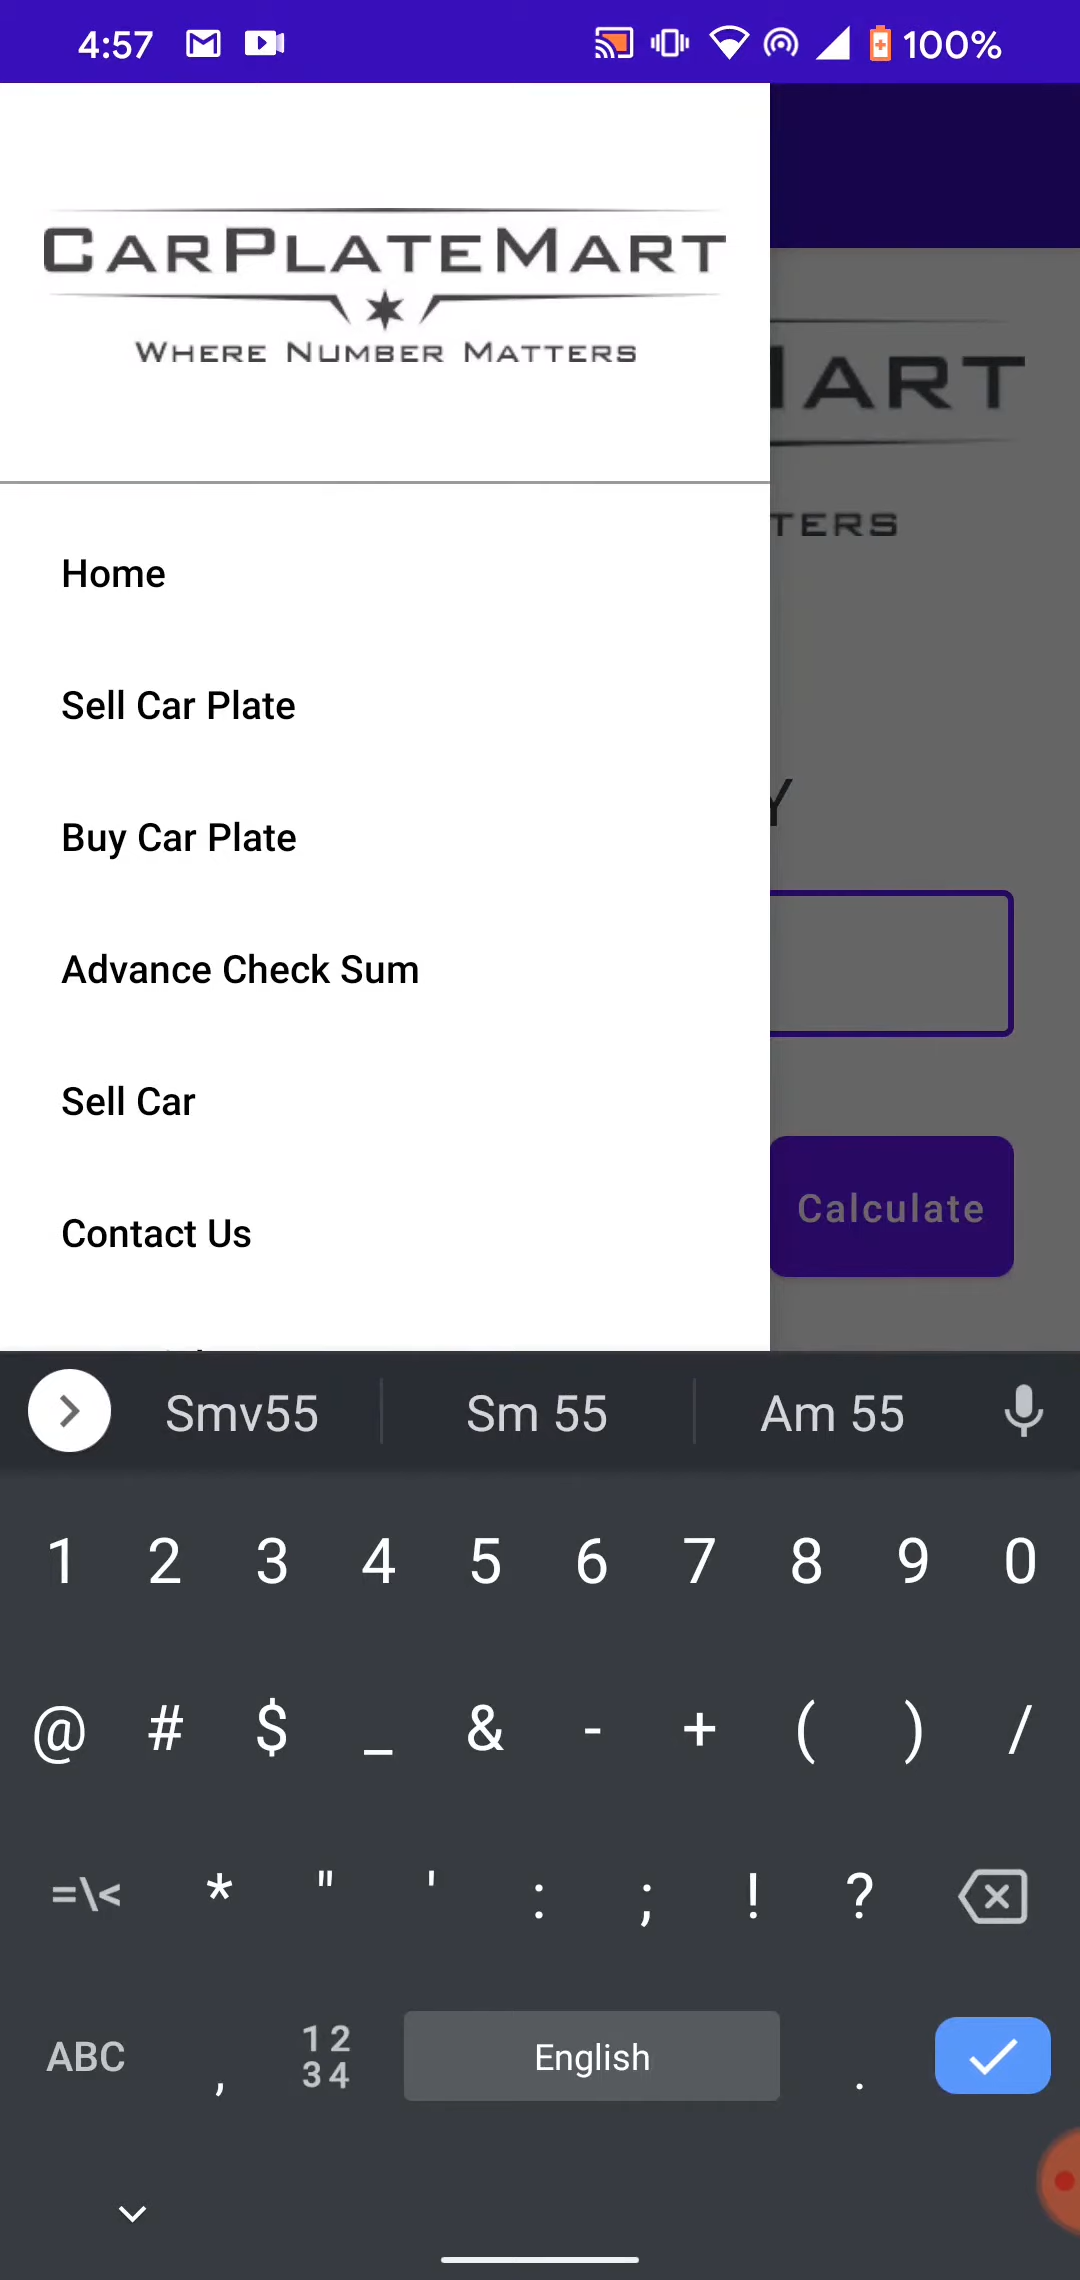 4:57 100%
CARPLATEMART
WHERE NUMBER MATTERS
ART
TERS
Home
Sell Car Plate
Y
Buy Car Plate
Advance Check Sum
Sell Car
Calculate
Contact Us
Smv55 Sm 55 Am 55
1 2 3 4 5 6 7 8 9 0
@ # $ _ & - + ( ) /
=\< * " ' : ; ! ?
ABC , 12 34 English .